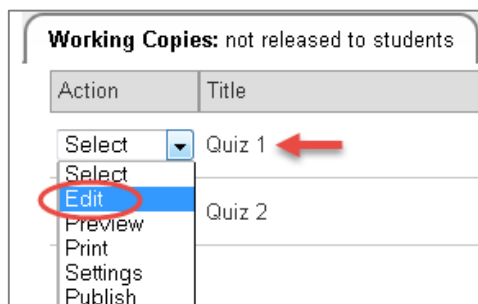 Working Copies: not released to students
Action Title
Select Quiz 1
Select
Edit
Quiz 2
Preview
Print
Settings
Publish